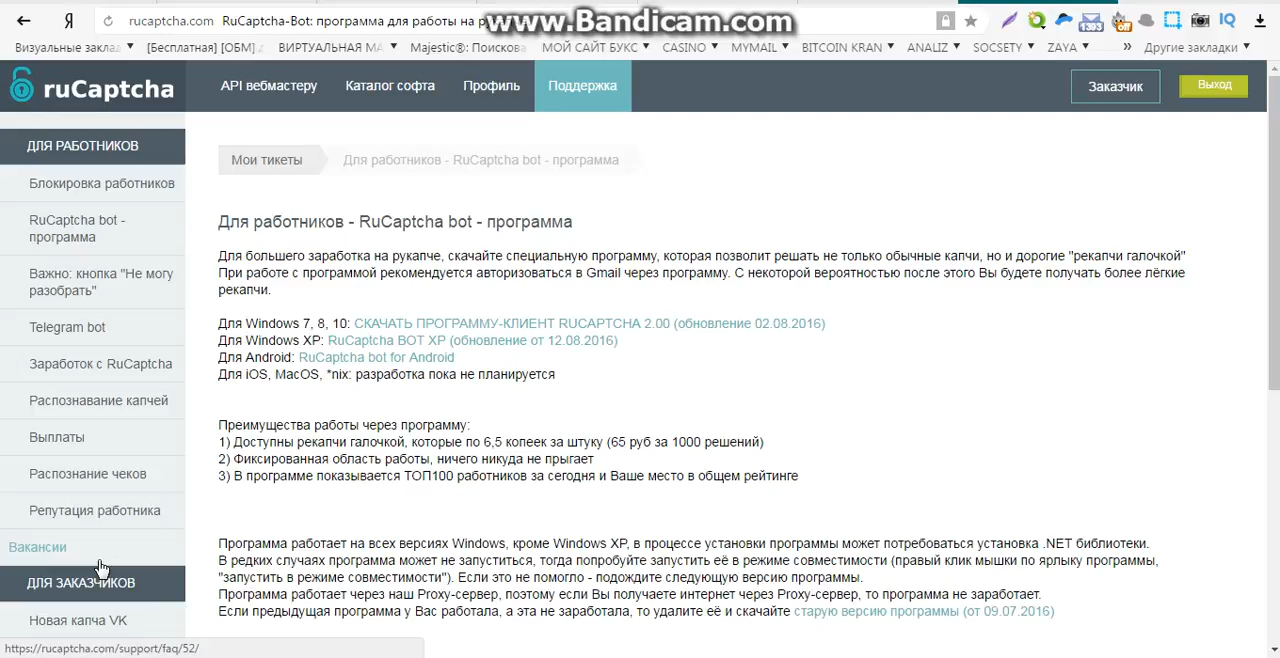 rucaptcha.com RuCaptcha-Bot: программа для работы на р
www.Bandicam.com
Визуальные заклад
[Бесплатная] [ОБМ]
ВИРТУАЛЬНАЯ МА
Majestic®: Поискова
МОЙ САЙТ БУКС
CASINO
MYMAIL
BITCOIN KRAN
ANALIZ
SOCSETY
ZAYA
» Другие закладки
ruCaptcha
API вебмастеру
Каталог софта
Профиль
Поддержка
Заказчик
Выход
ДЛЯ РАБОТНИКОВ
Блокировка работников
RuCaptcha bot -
программа
Важно: кнопка "Не могу
разобрать"
Telegram bot
Заработок с RuCaptcha
Распознавание капчей
Выплаты
Распознание чеков
Репутация работника
Вакансии
ДЛЯ ЗАКАЗЧИКОВ
Новая капча VK
https://rucaptcha.com/support/faq/52/
Мои тикеты
Для работников - RuCaptcha bot - программа
Для работников - RuCaptcha bot - программа
Для большего заработка на рукапче, скачайте специальную программу, которая позволит решать не только обычные капчи, но и дорогие "рекапчи галочкой"
При работе с программой рекомендуется авторизоваться в Gmail через программу. С некоторой вероятностью после этого Вы будете получать более лёгкие
рекапчи.
Для Windows 7, 8, 10: СКАЧАТЬ ПРОГРАММУ-КЛИЕНТ RUCAPTCHA 2.00 (обновление 02.08.2016)
Для Windows XP: RuCaptcha BOT XP (обновление от 12.08.2016)
Для Android: RuCaptcha bot for Android
Для iOS, MacOS, *nix: разработка пока не планируется
Преимущества работы через программу:
1) Доступны рекапчи галочкой, которые по 6,5 копеек за штуку (65 руб за 1000 решений)
2) Фиксированная область работы, ничего никуда не прыгает
3) В программе показывается ТОП100 работников за сегодня и Ваше место в общем рейтинге
Программа работает на всех версиях Windows, кроме Windows XP, в процессе установки программы может потребоваться установка .NET библиотеки.
В редких случаях программа может не запуститься, тогда попробуйте запустить её в режиме совместимости (правый клик мышки по ярлыку программы,
"запустить в режиме совместимости"). Если это не помогло - подождите следующую версию программы.
Программа работает через наш Proxy-сервер, поэтому если Вы получаете интернет через Proxy-сервер, то программа не заработает.
Если предыдущая программа у Вас работала, а эта не заработала, то удалите её и скачайте старую версию программы (от 09.07.2016)